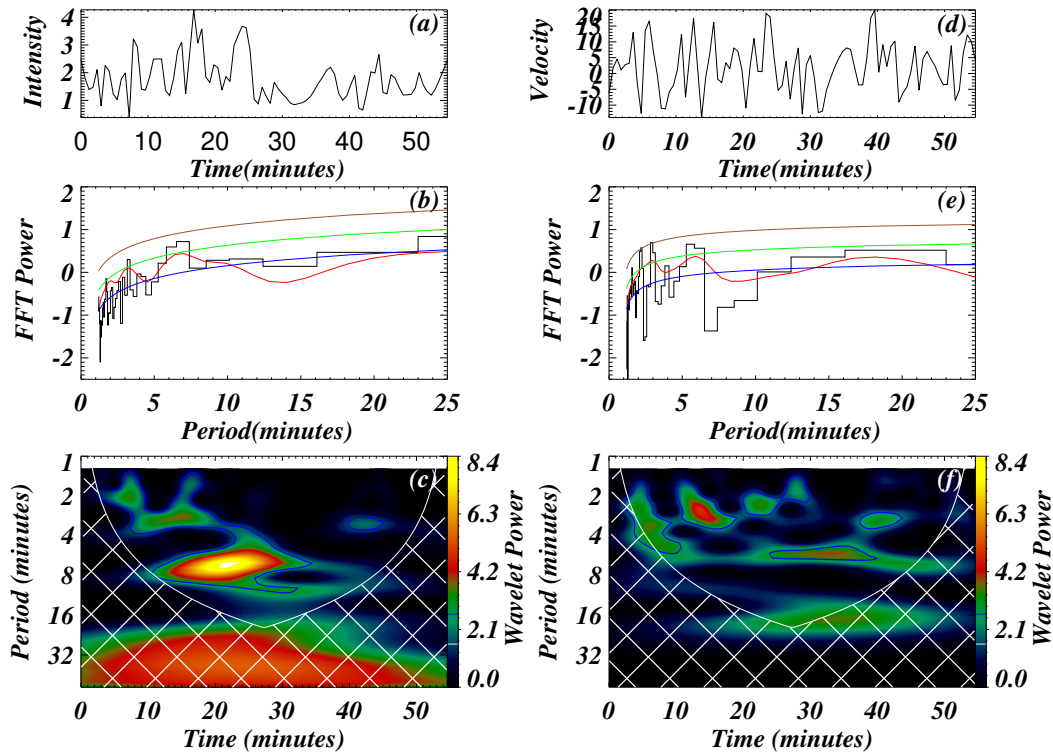 (a)
Intensity
4
3
2
1
0 10 20 30 40 50
Time(minutes)
(d)
Velocity
20
15
10
5
0
-5
-10
0 10 20 30 40 50
Time(minutes)
(b)
FFT Power
2
1
0
-1
-2
0 5 10 15 20 25
Period(minutes)
(e)
FFT Power
2
1
0
-1
-2
0 5 10 15 20 25
Period(minutes)
(c)
Period (minutes)
1
2
4
8
16
32
0 10 20 30 40 50
Time (minutes)
8.4
6.3
4.2
2.1
0.0
Wavelet Power
(f)
Period (minutes)
1
2
4
8
16
32
0 10 20 30 40 50
Time (minutes)
8.4
6.3
4.2
2.1
0.0
Wavelet Power